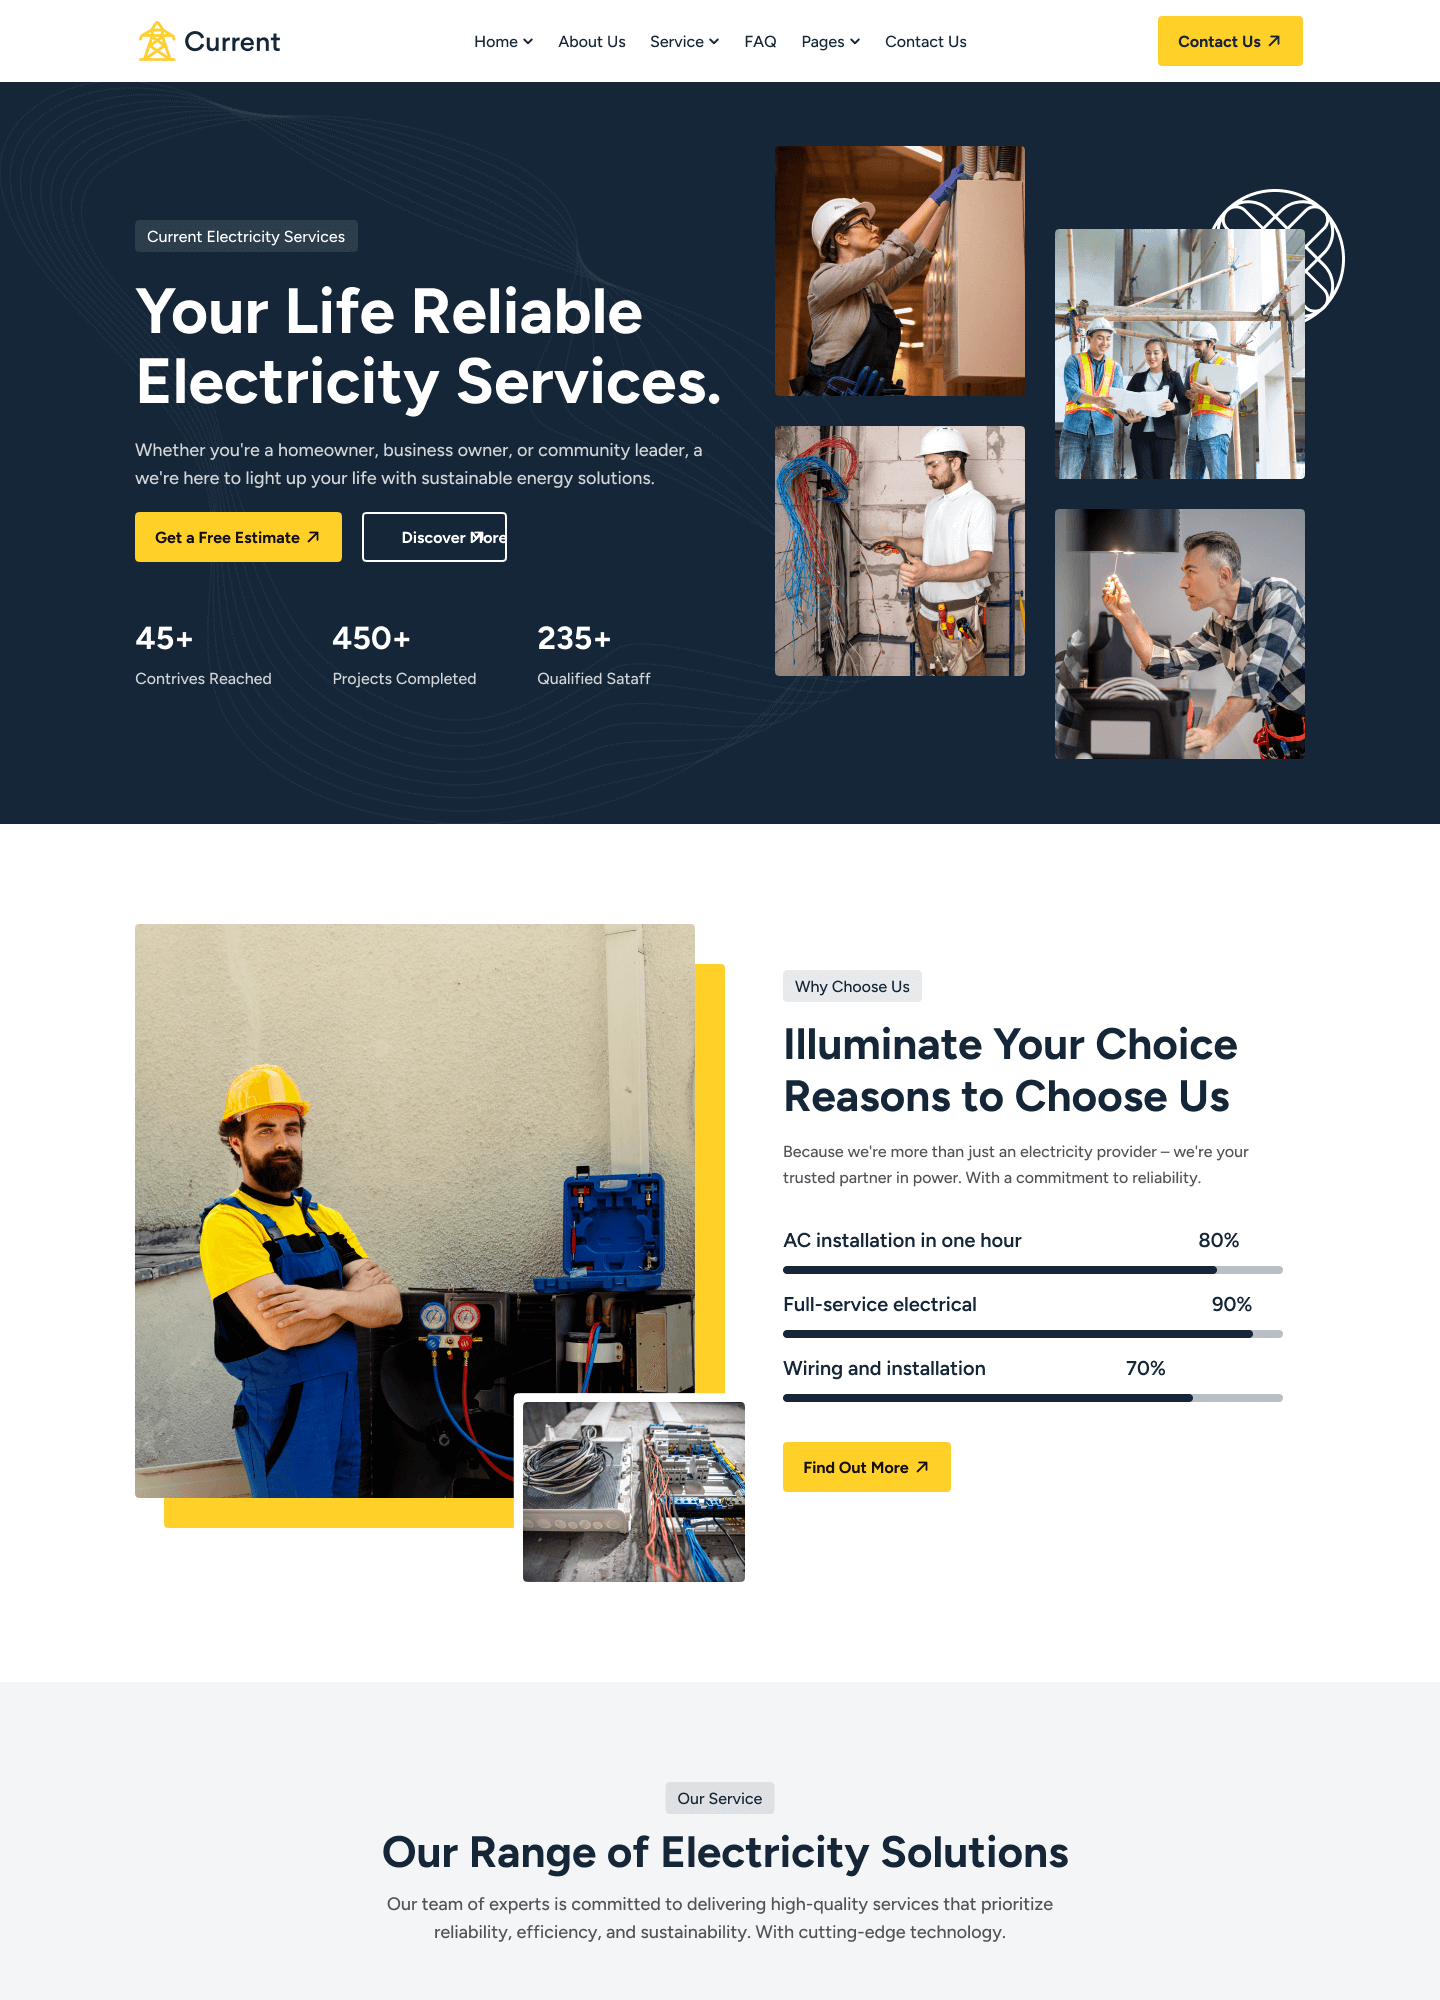 Current
Home
About Us
Service
FAQ
Pages
Contact Us
Contact Us
Current Electricity Services
Your Life Reliable
Electricity Services.
Whether you're a homeowner, business owner, or community leader, a
we're here to light up your life with sustainable energy solutions.
Get a Free Estimate
Discover More
45+
Contrives Reached
450+
Projects Completed
235+
Qualified Sataff
Why Choose Us
Illuminate Your Choice
Reasons to Choose Us
Because we're more than just an electricity provider – we're your
trusted partner in power. With a commitment to reliability.
AC installation in one hour 80%
Full-service electrical 90%
Wiring and installation 70%
Find Out More
Our Service
Our Range of Electricity Solutions
Our team of experts is committed to delivering high-quality services that prioritize
reliability, efficiency, and sustainability. With cutting-edge technology.